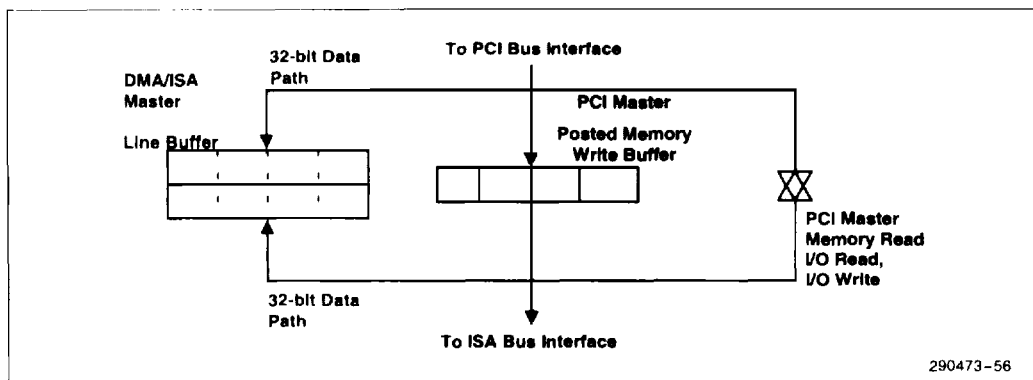 32-bit Data
Path
To PCI Bus Interface
DMA/ISA
Master
Line Buffer
PCI Master
Posted Memory
Write Buffer
PCI Master
Memory Read
I/O Read,
I/O Write
32-bit Data
Path
To ISA Bus Interface
290473-56